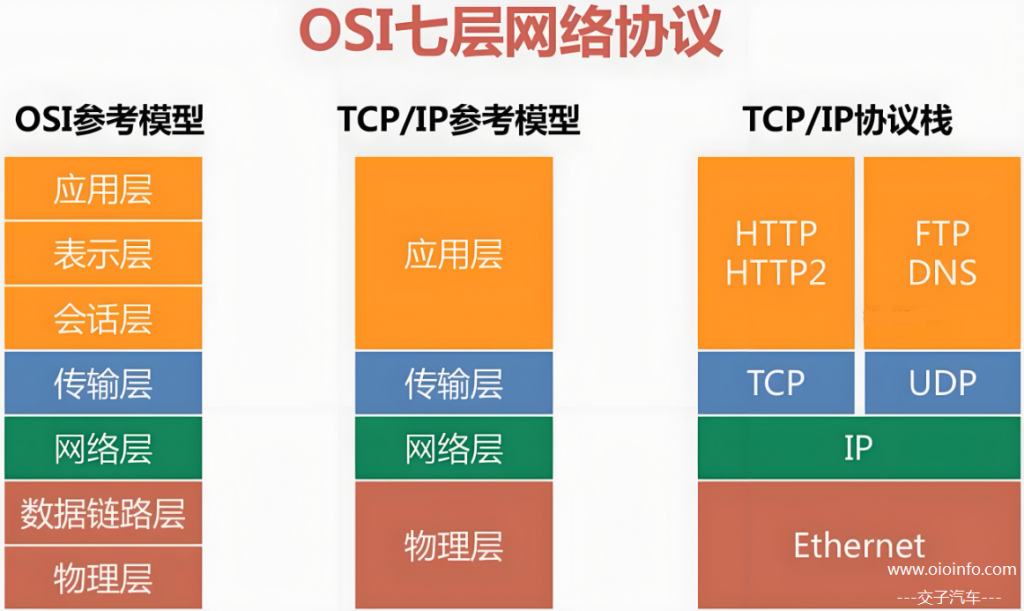 OSI七层网络协议
OSI参考模型
应用层
表示层
会话层
传输层
网络层
数据链路层
物理层
TCP/IP参考模型
应用层
传输层
网络层
物理层
TCP/IP协议栈
HTTP
HTTP2
FTP
DNS
TCP
UDP
IP
Ethernet
www.oioinfo.com
---交子汽车---